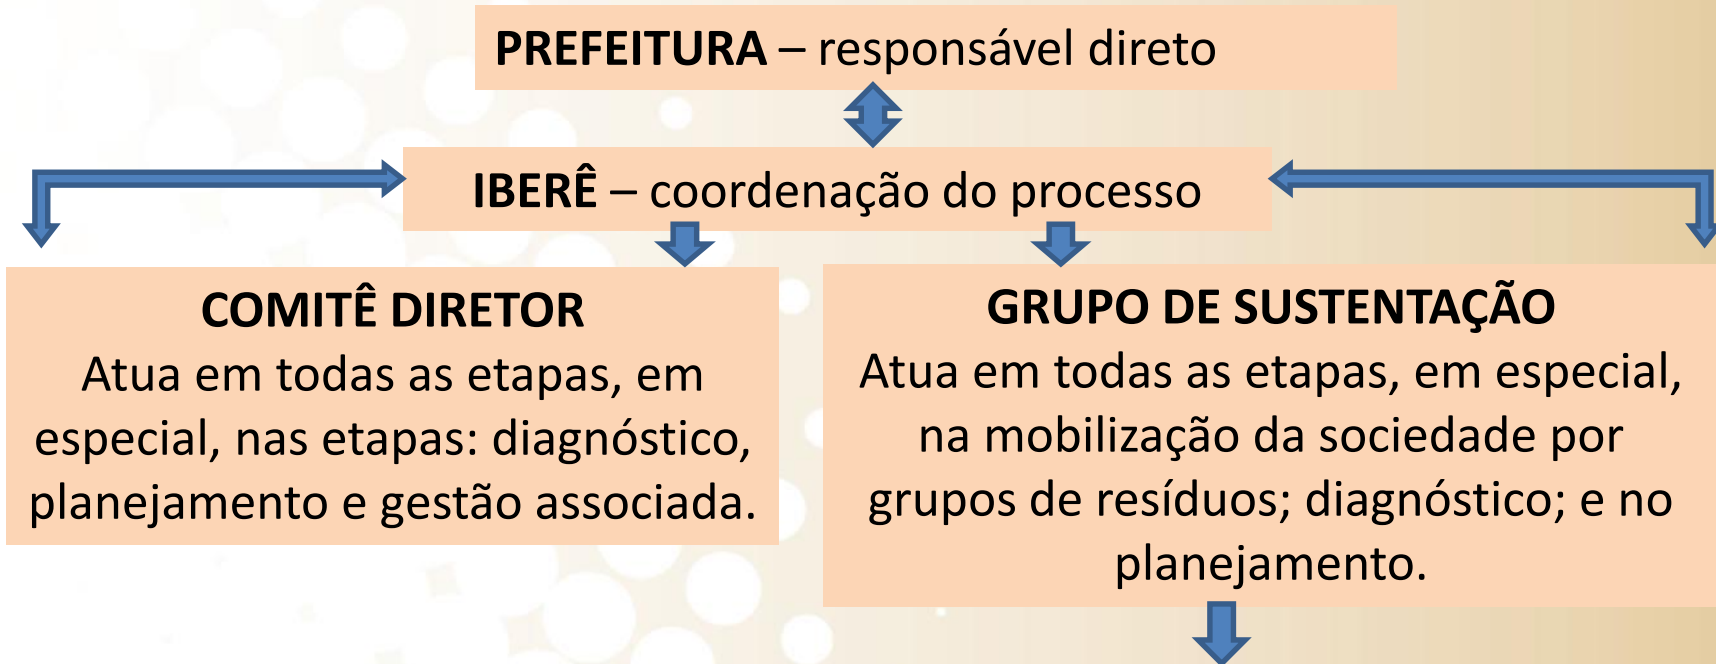 PREFEITURA – responsável direto
IBERÊ – coordenação do processo
COMITÊ DIRETOR
Atua em todas as etapas, em
especial, nas etapas: diagnóstico,
planejamento e gestão associada.
GRUPO DE SUSTENTAÇÃO
Atua em todas as etapas, em especial,
na mobilização da sociedade por
grupos de resíduos; diagnóstico; e no
planejamento.